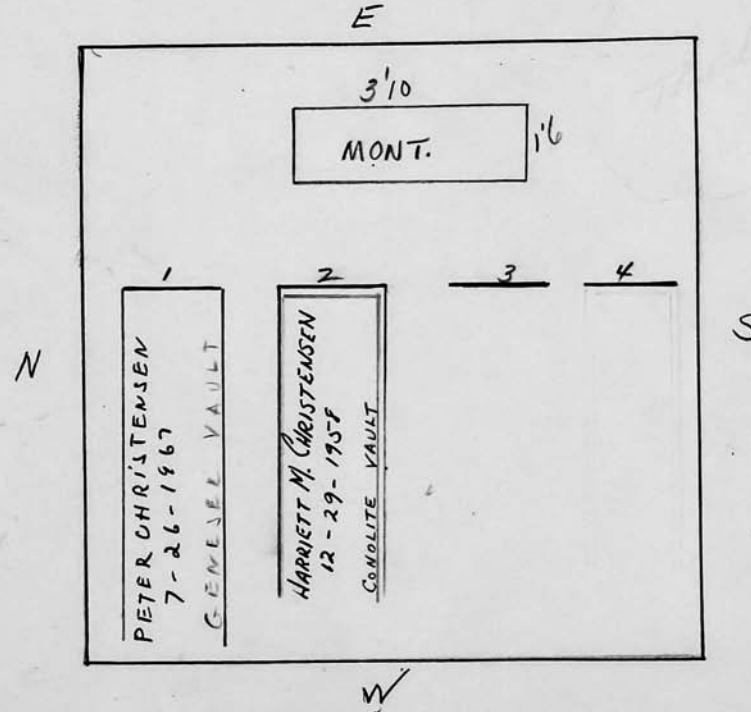 E
3'10
MONT.
1'6
1
2
3
4
N
S
PETER CHRISTENSEN
7-26-1967
VAULT
HARRIETT M. CHRISTENSEN
12-29-1958
CONOLITE VAULT
W